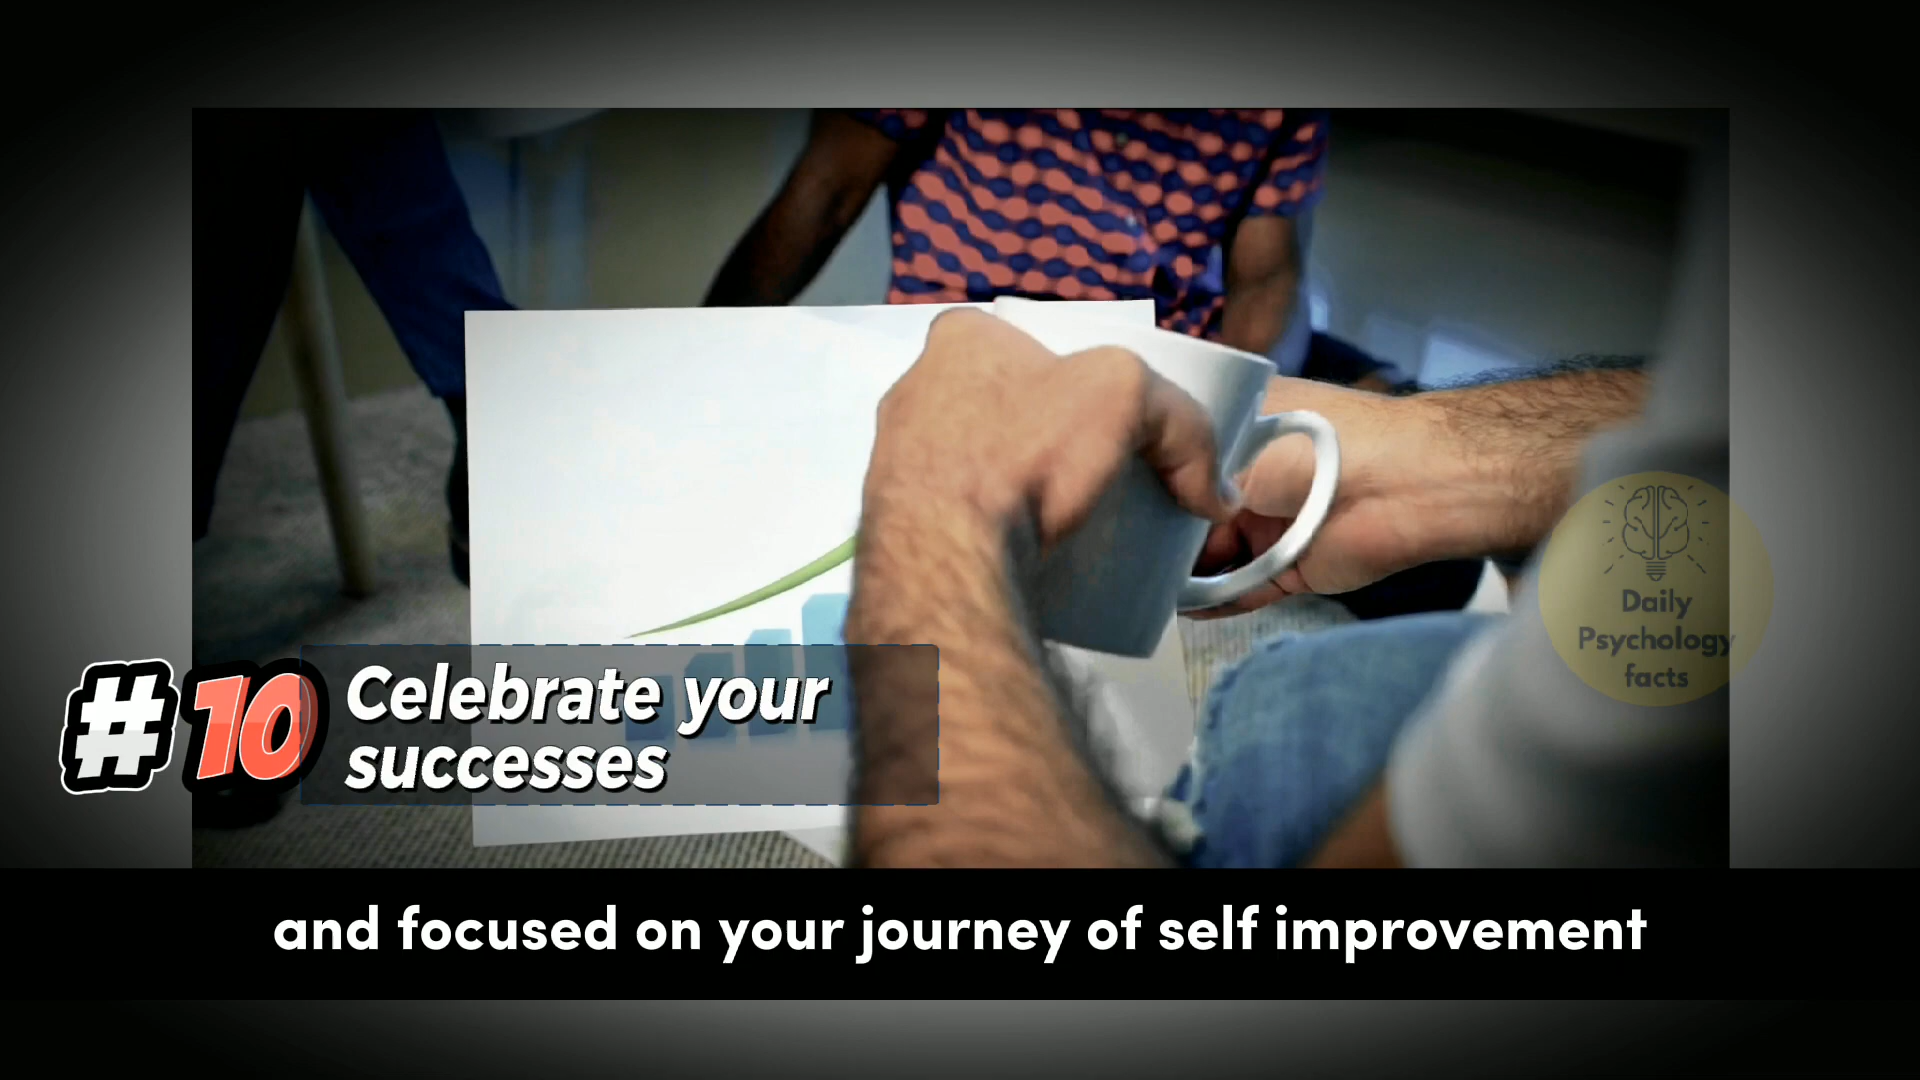 Daily
Psychology
facts
#10 Celebrate your
successes
and focused on your journey of self improvement